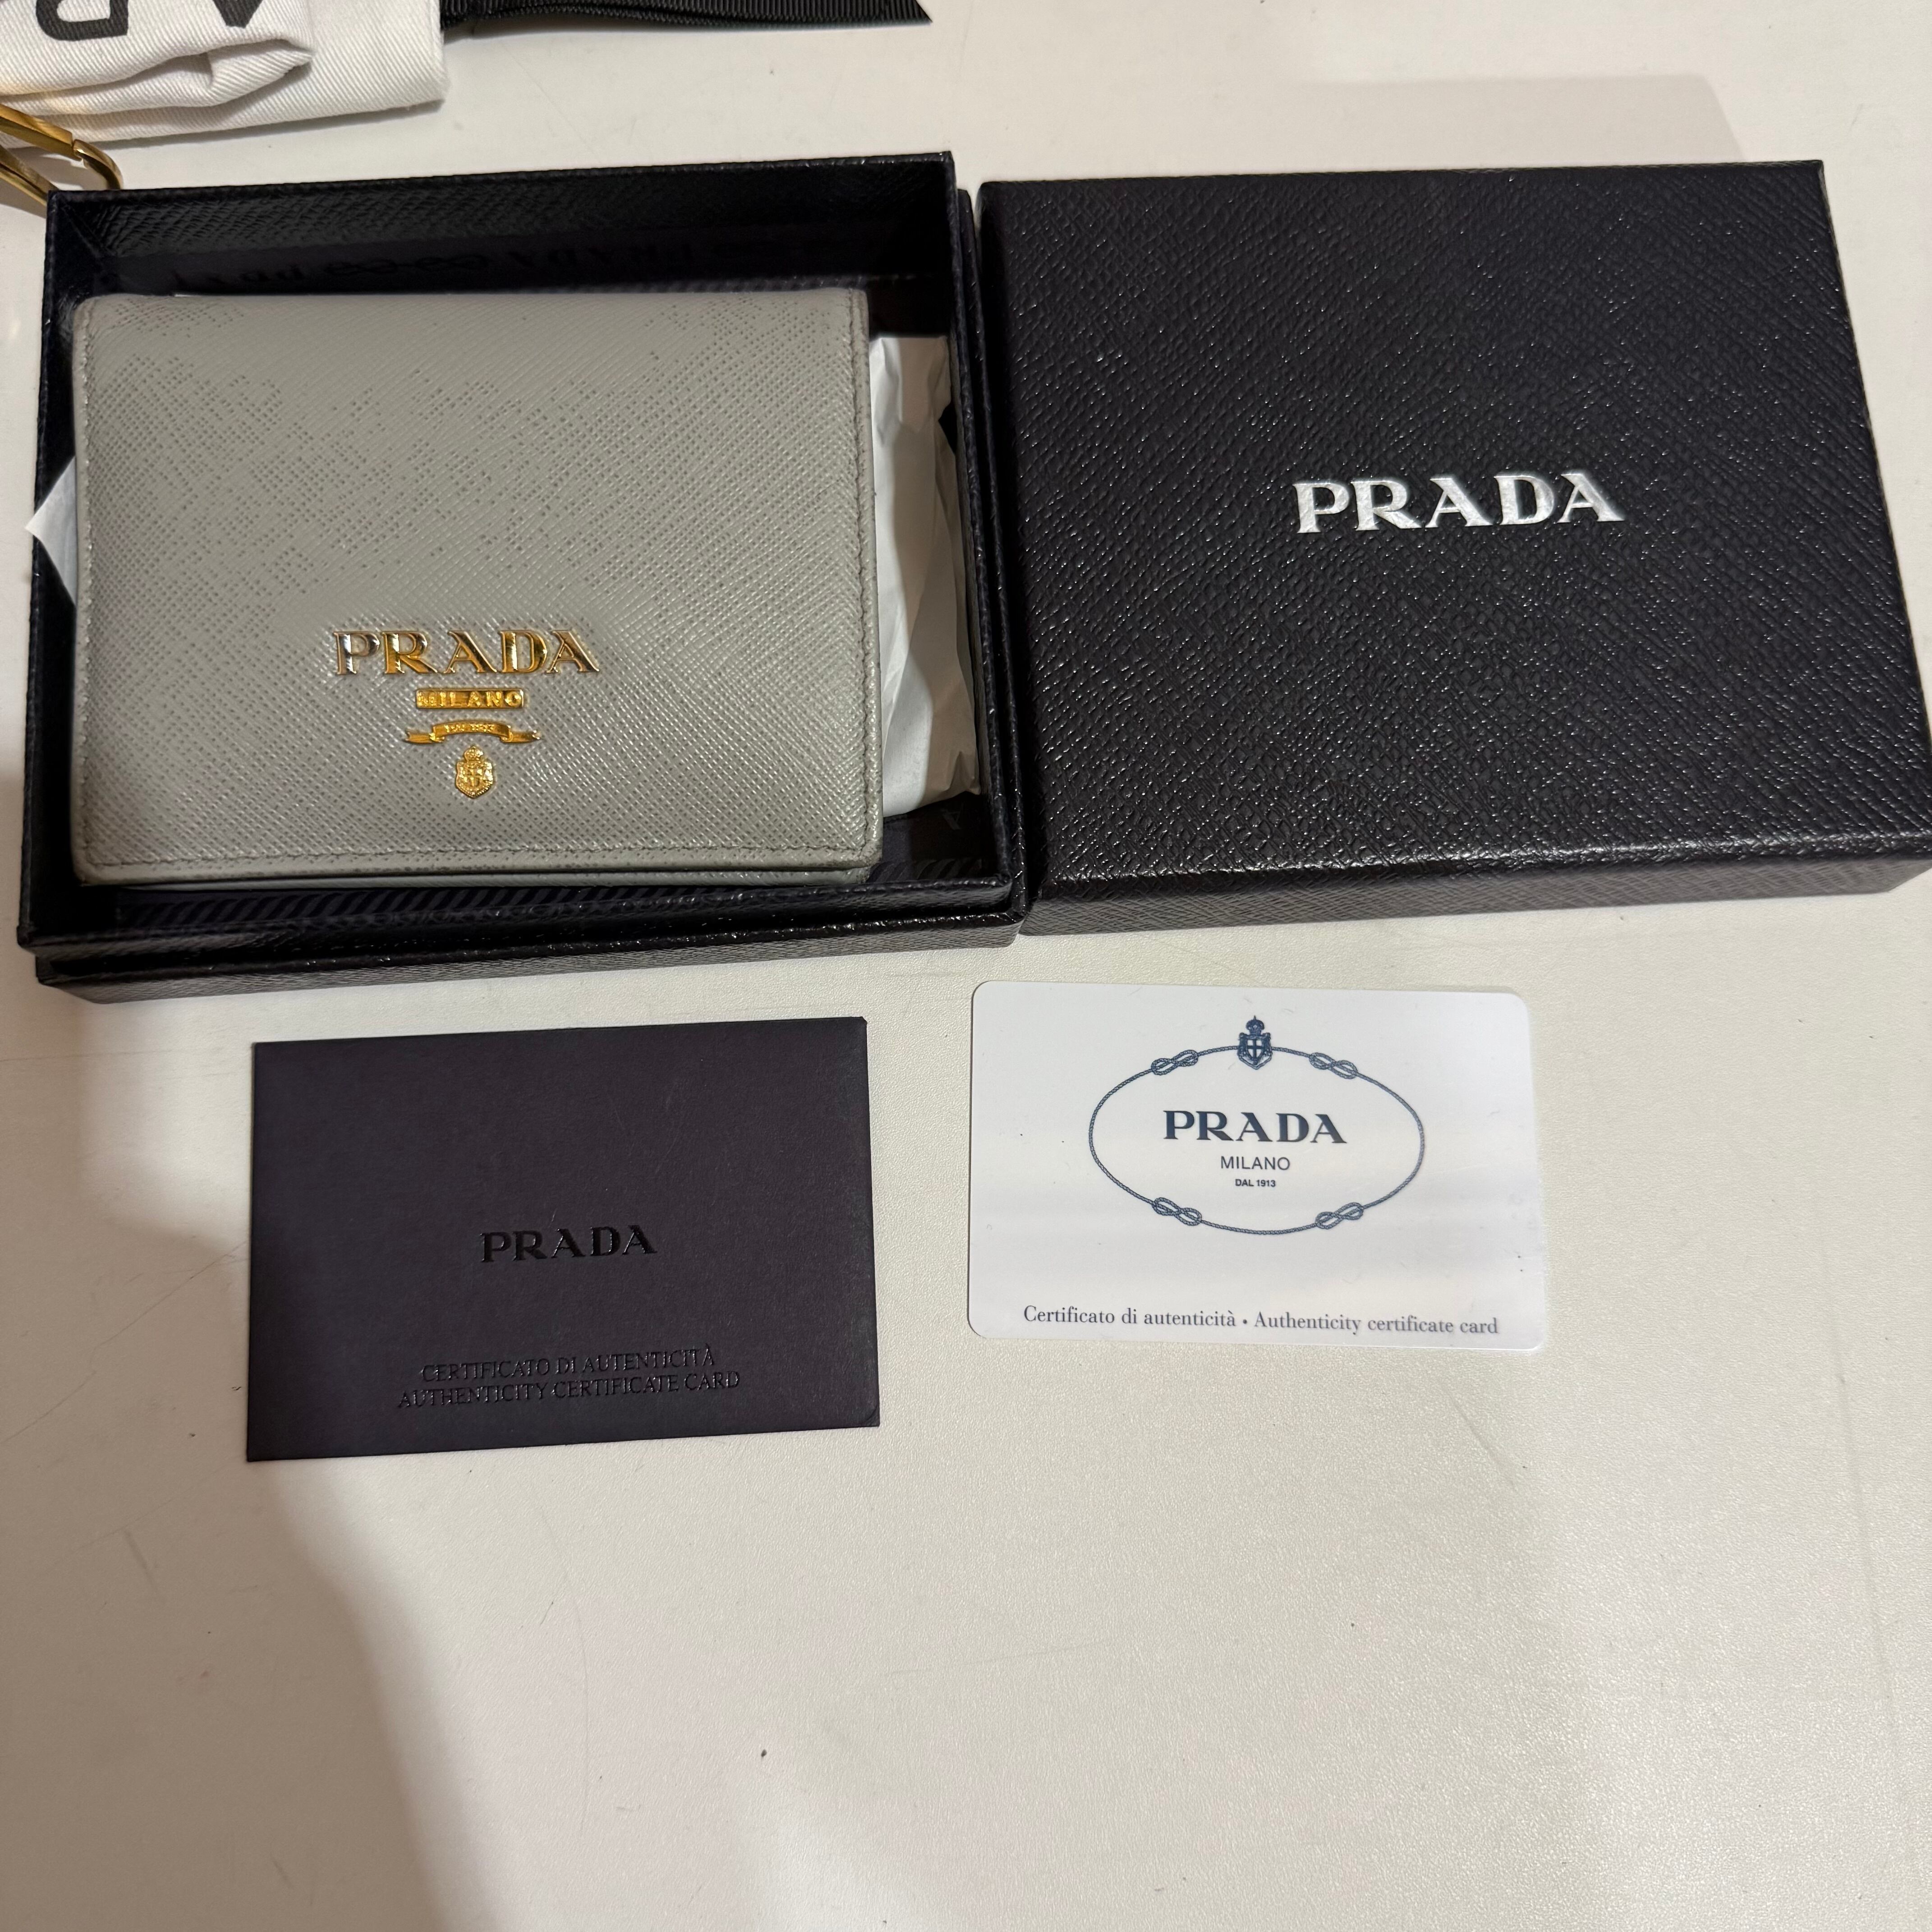 PRADA
MILANO
PRADA
PRADA
CERTIFICATO DI AUTENTICITÀ
AUTHENTICITY CERTIFICATE CARD
PRADA
MILANO
DAL 1913
Certificato di autenticità • Authenticity certificate card